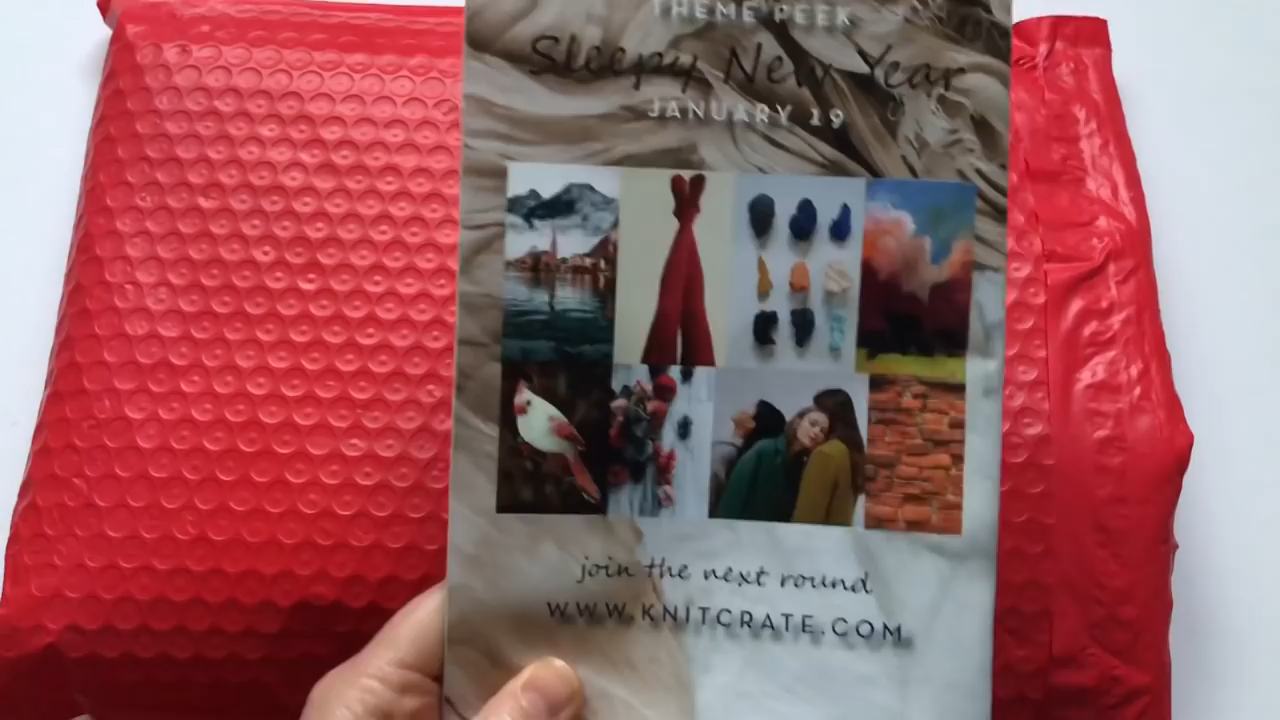 THEME PEEK
Sleepy New Year
JANUARY 19
join the next round
WWW.KNITCRATE.COM